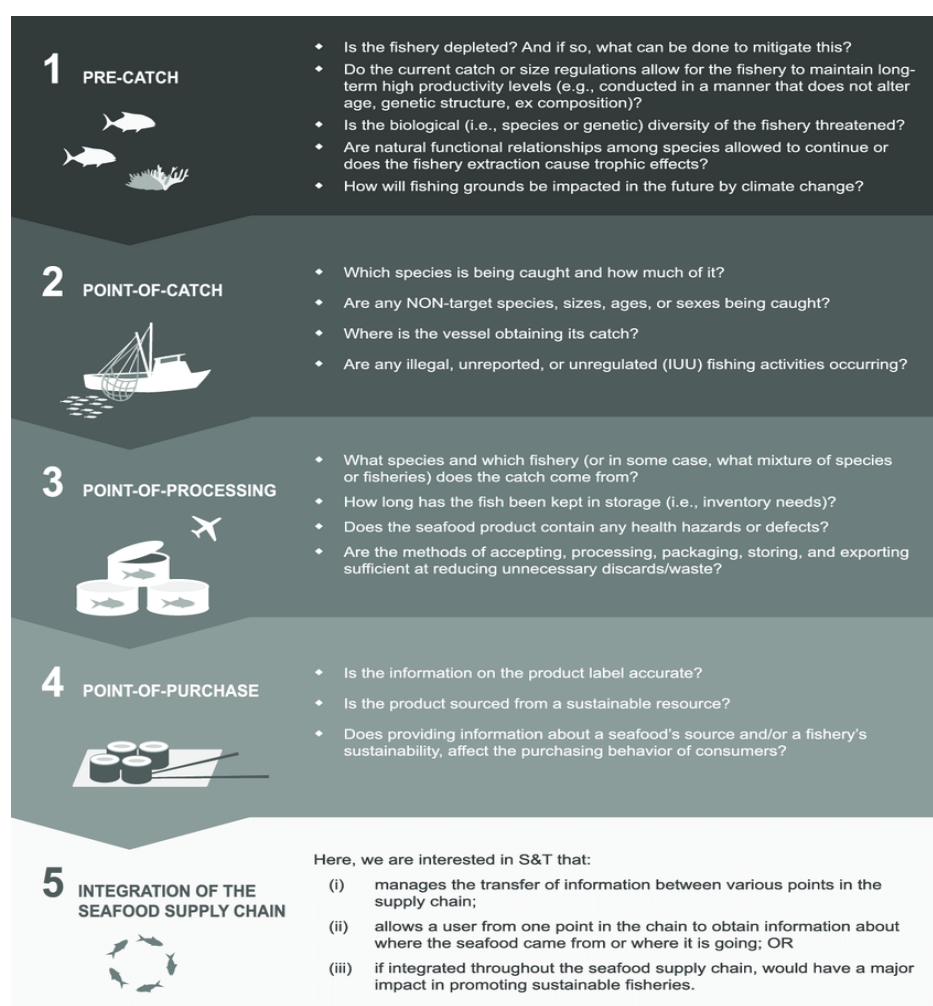 1 PRE-CATCH
◆ Is the fishery depleted? And if so, what can be done to mitigate this?
◆ Do the current catch or size regulations allow for the fishery to maintain long-
term high productivity levels (e.g., conducted in a manner that does not alter
age, genetic structure, ex composition)?
◆ Is the biological (i.e., species or genetic) diversity of the fishery threatened?
◆ Are natural functional relationships among species allowed to continue or
does the fishery extraction cause trophic effects?
◆ How will fishing grounds be impacted in the future by climate change?
2 POINT-OF-CATCH
◆ Which species is being caught and how much of it?
◆ Are any NON-target species, sizes, ages, or sexes being caught?
◆ Where is the vessel obtaining its catch?
◆ Are any illegal, unreported, or unregulated (IUU) fishing activities occurring?
3 POINT-OF-PROCESSING
◆ What species and which fishery (or in some case, what mixture of species
or fisheries) does the catch come from?
◆ How long has the fish been kept in storage (i.e., inventory needs)?
◆ Does the seafood product contain any health hazards or defects?
◆ Are the methods of accepting, processing, packaging, storing, and exporting
sufficient at reducing unnecessary discards/waste?
4 POINT-OF-PURCHASE
◆ Is the information on the product label accurate?
◆ Is the product sourced from a sustainable resource?
◆ Does providing information about a seafood's source and/or a fishery's
sustainability, affect the purchasing behavior of consumers?
5 INTEGRATION OF THE
SEAFOOD SUPPLY CHAIN
Here, we are interested in S&T that:
(i) manages the transfer of information between various points in the
supply chain;
(ii) allows a user from one point in the chain to obtain information about
where the seafood came from or where it is going; OR
(iii) if integrated throughout the seafood supply chain, would have a major
impact in promoting sustainable fisheries.